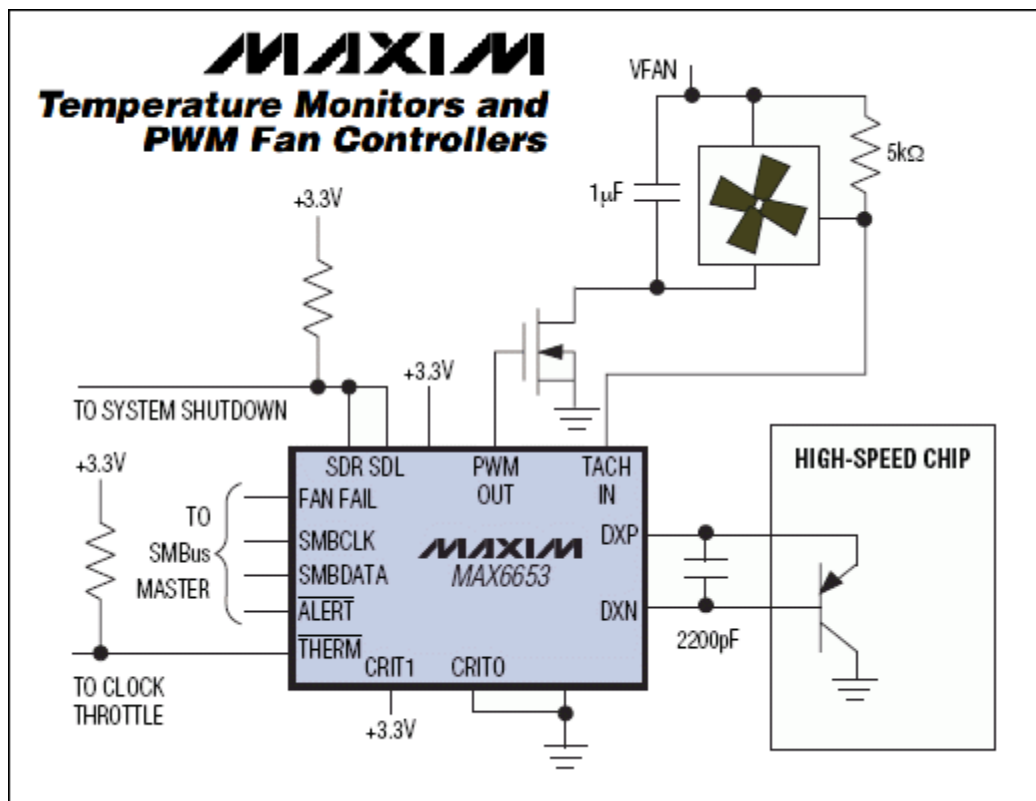 MAXIM
Temperature Monitors and
PWM Fan Controllers
VFAN
5kΩ
1µF
+3.3V
+3.3V
TO SYSTEM SHUTDOWN
+3.3V
SDR SDL
PWM
OUT
TACH
IN
HIGH-SPEED CHIP
TO
SMBus
MASTER
FAN FAIL
SMBCLK
SMBDATA
ALERT
THERM
MAXIM
MAX6653
DXP
DXN
2200pF
CRIT1
CRIT0
TO CLOCK
THROTTLE
+3.3V